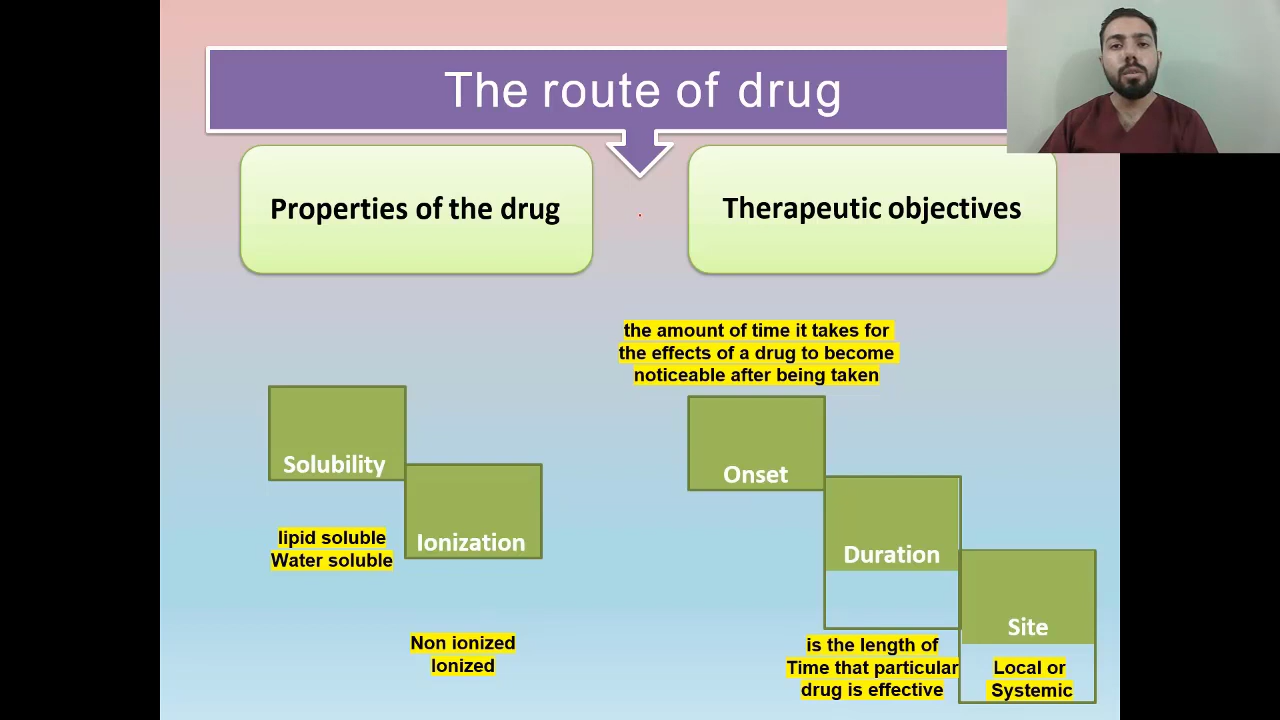 The route of drug
Properties of the drug
Therapeutic objectives
the amount of time it takes for
the effects of a drug to become
noticeable after being taken
Solubility
lipid soluble
Water soluble
Ionization
Non ionized
Ionized
Onset
Duration
is the length of
Time that particular
drug is effective
Site
Local or
Systemic